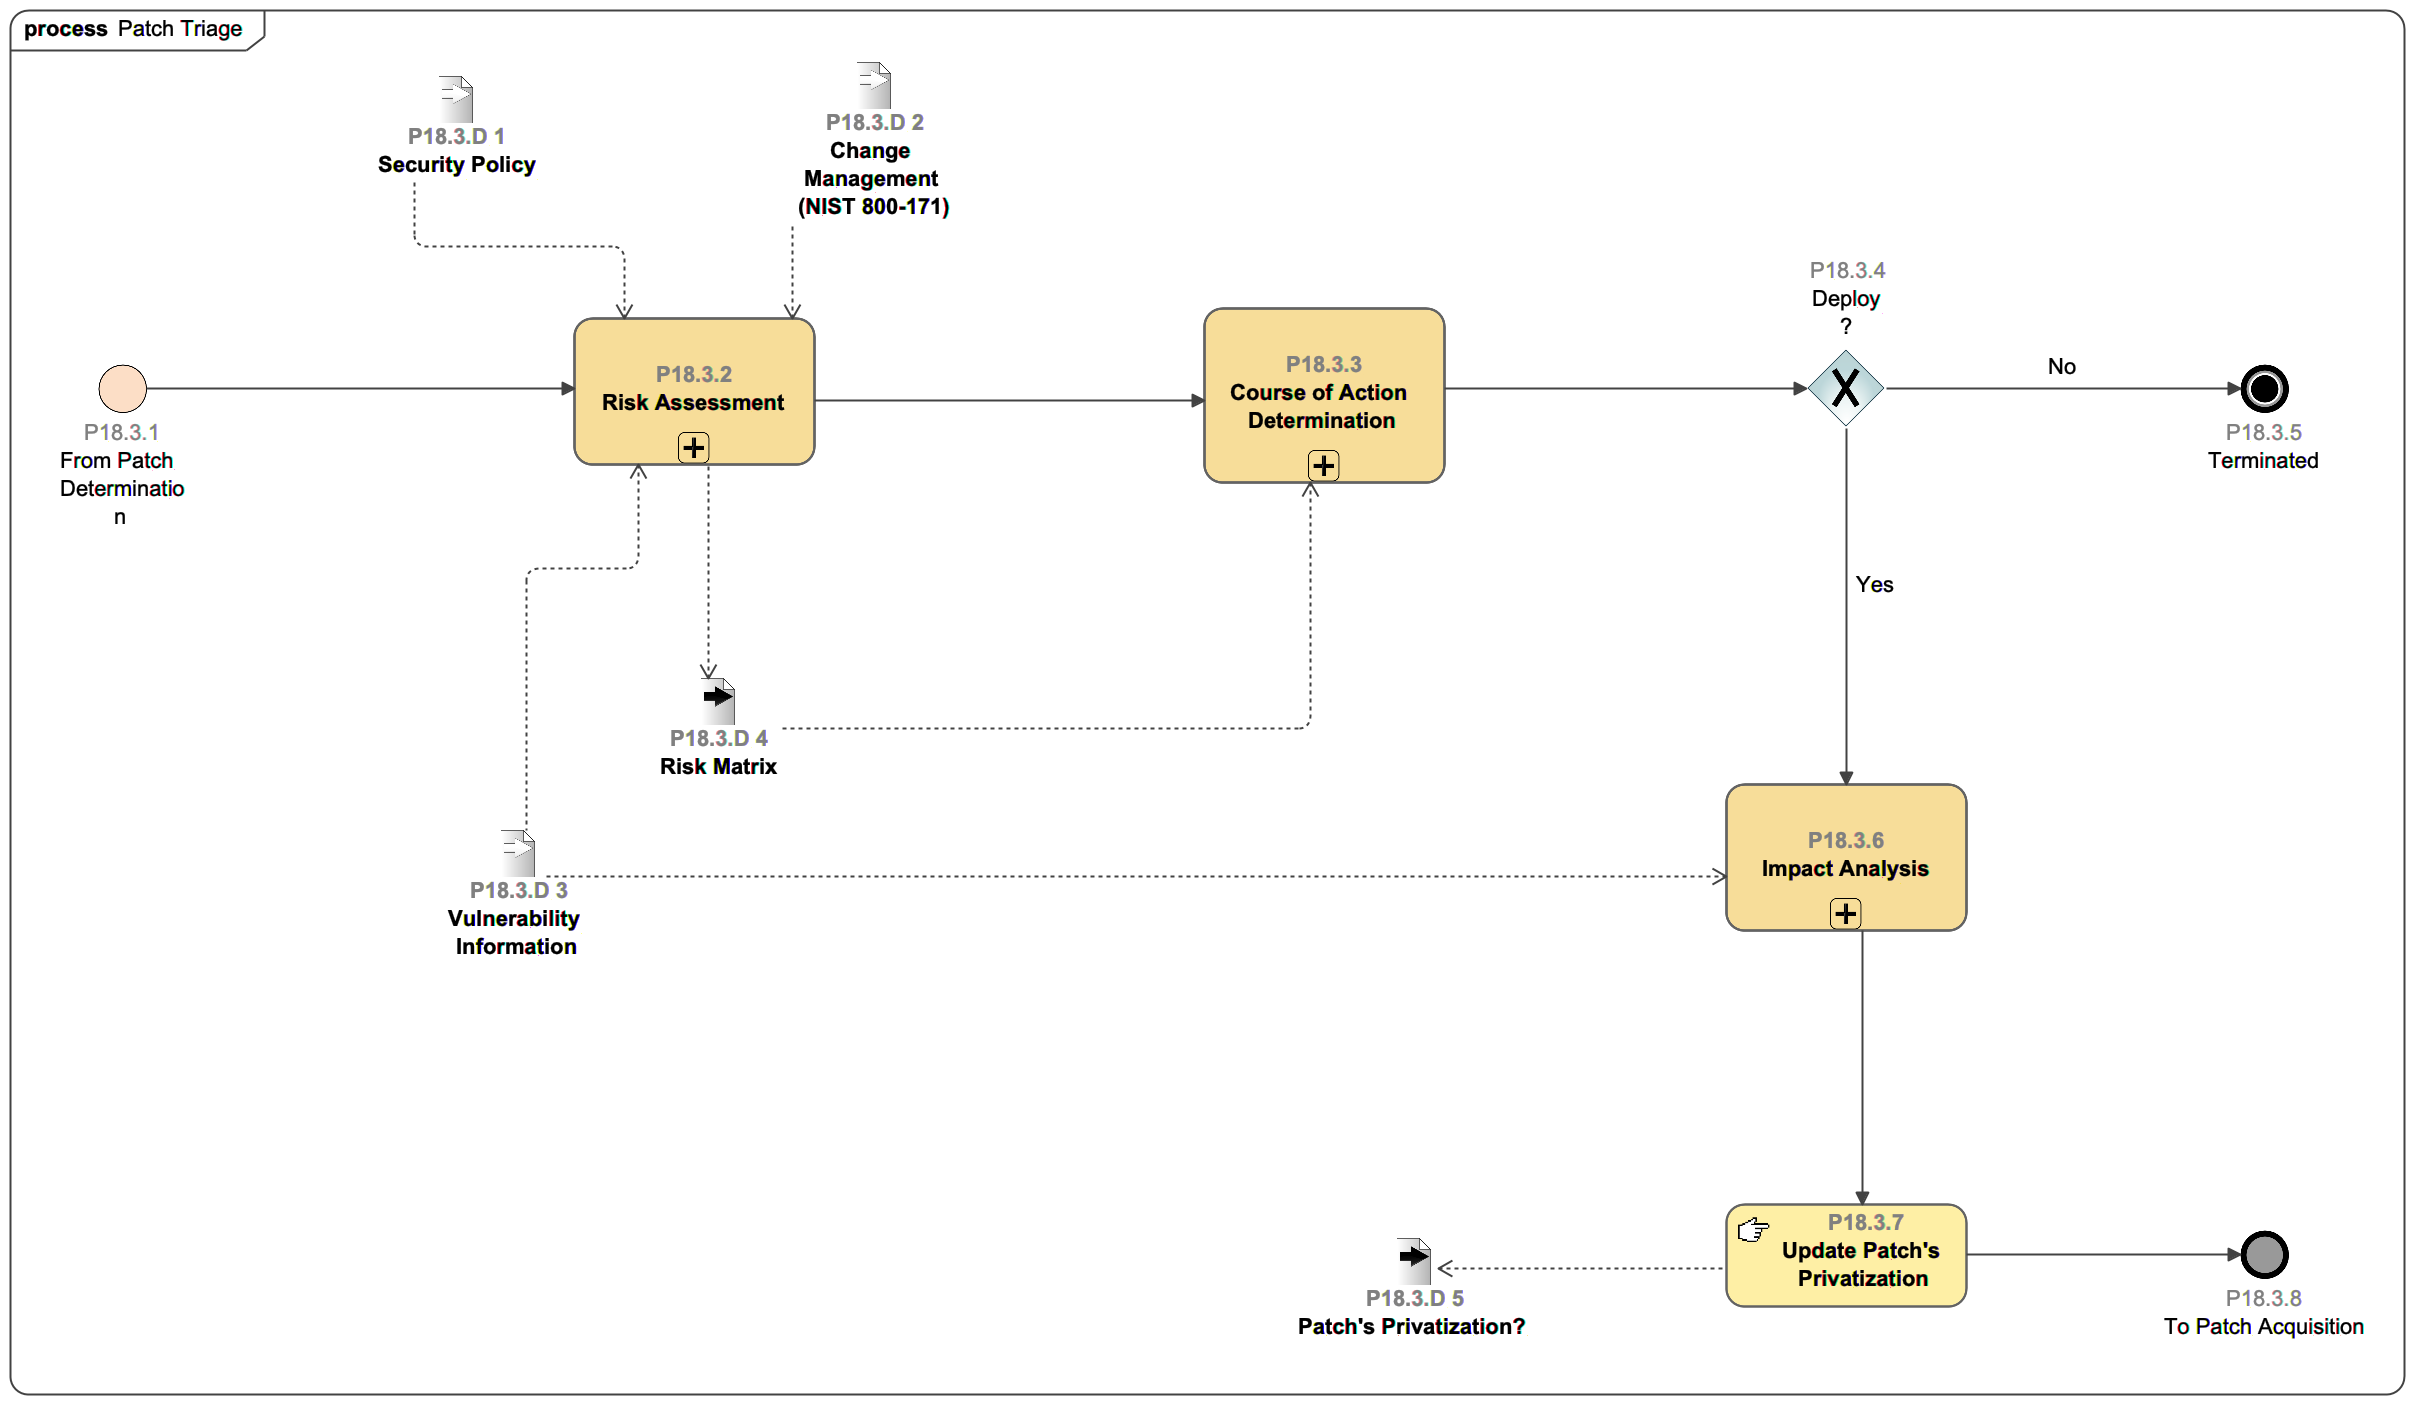 process Patch Triage
P18.3.D 1
Security Policy
P18.3.D 2
Change
Management
(NIST 800-171)
P18.3.1
From Patch
Determinatio
n
P18.3.2
Risk Assessment
P18.3.3
Course of Action
Determination
P18.3.4
Deploy
?
No
P18.3.5
Terminated
Yes
P18.3.D 4
Risk Matrix
P18.3.D 3
Vulnerability
Information
P18.3.6
Impact Analysis
P18.3.7
Update Patch's
Privatization
P18.3.D 5
Patch's Privatization?
P18.3.8
To Patch Acquisition